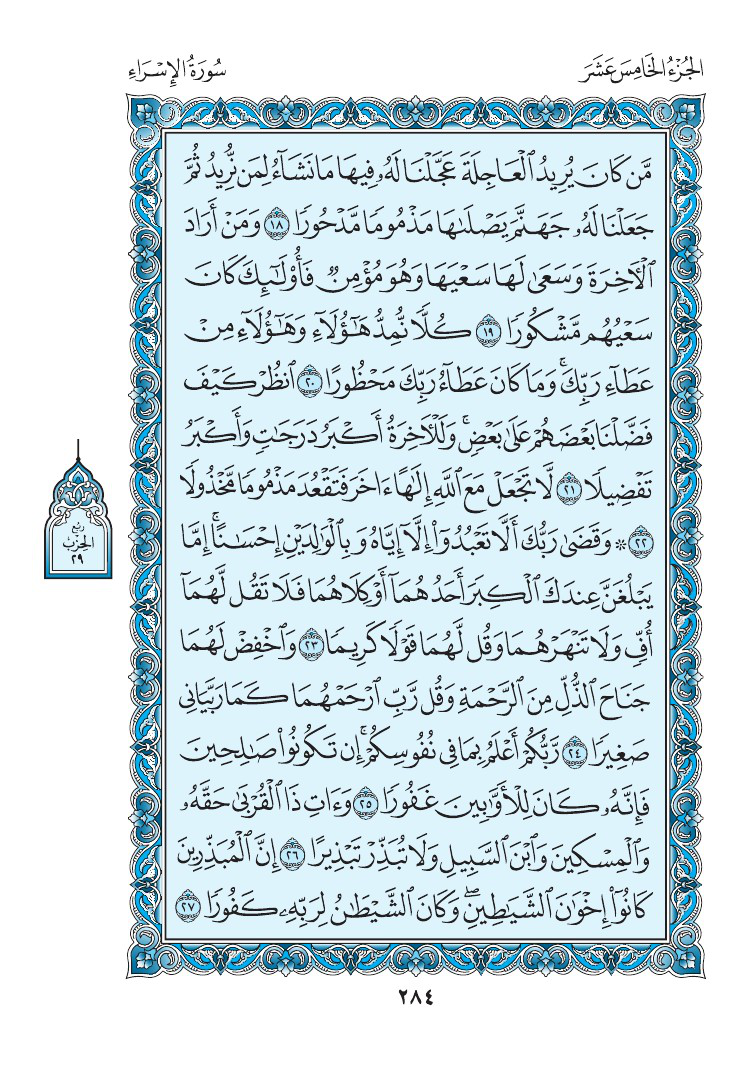 الجُزْءُ الخَامِسَ عَشَرَ
سُورَةُ الإِسْرَاءِ
مَّن كَانَ يُرِيدُ ٱلْعَاجِلَةَ عَجَّلْنَا لَهُۥ فِيهَا مَا نَشَآءُ لِمَن نُّرِيدُ ثُمَّ
جَعَلْنَا لَهُۥ جَهَنَّمَ يَصْلَىٰهَا مَذْمُومًا مَّدْحُورًا ١٨ وَمَنْ أَرَادَ
ٱلْأَخِرَةَ وَسَعَىٰ لَهَا سَعْيَهَا وَهُوَ مُؤْمِنٌ فَأُوْلَـٰٓئِكَ كَانَ
سَعْيُهُم مَّشْكُورًا ١٩ كُلًّا نُّمِدُّ هَـٰٓؤُلَآءِ وَهَـٰٓؤُلَآءِ مِنْ
عَطَآءِ رَبِّكَۚ وَمَا كَانَ عَطَآءُ رَبِّكَ مَحْظُورًا ٢٠ ٱنظُرْ كَيْفَ
فَضَّلْنَا بَعْضَهُمْ عَلَىٰ بَعْضٍۚ وَلَلْأَخِرَةُ أَكْبَرُ دَرَجَـٰتٍ وَأَكْبَرُ
تَفْضِيلًا ٢١ لَّا تَجْعَلْ مَعَ ٱللَّهِ إِلَـٰهًا ءَاخَرَ فَتَقْعُدَ مَذْمُومًا مَّخْذُولًا
٢٢ ۞ وَقَضَىٰ رَبُّكَ أَلَّا تَعْبُدُوٓا۟ إِلَّآ إِيَّاهُ وَبِٱلْوَٰلِدَيْنِ إِحْسَـٰنًاۚ إِمَّا
يَبْلُغَنَّ عِندَكَ ٱلْكِبَرَ أَحَدُهُمَآ أَوْ كِلَاهُمَا فَلَا تَقُل لَّهُمَآ
أُفٍّ وَلَا تَنْهَرْهُمَا وَقُل لَّهُمَا قَوْلًا كَرِيمًا ٢٣ وَٱخْفِضْ لَهُمَا
جَنَاحَ ٱلذُّلِّ مِنَ ٱلرَّحْمَةِ وَقُل رَّبِّ ٱرْحَمْهُمَا كَمَا رَبَّيَانِى
صَغِيرًا ٢٤ رَّبُّكُمْ أَعْلَمُ بِمَا فِى نُفُوسِكُمْۚ إِن تَكُونُوا۟ صَـٰلِحِينَ
فَإِنَّهُۥ كَانَ لِلْأَوَّٰبِينَ غَفُورًا ٢٥ وَءَاتِ ذَا ٱلْقُرْبَىٰ حَقَّهُۥ
وَٱلْمِسْكِينَ وَٱبْنَ ٱلسَّبِيلِ وَلَا تُبَذِّرْ تَبْذِيرًا ٢٦ إِنَّ ٱلْمُبَذِّرِينَ
كَانُوٓا۟ إِخْوَٰنَ ٱلشَّيَـٰطِينِۖ وَكَانَ ٱلشَّيْطَـٰنُ لِرَبِّهِۦ كَفُورًا ٢٧
ربع
الحزب
٢٩
٢٨٤